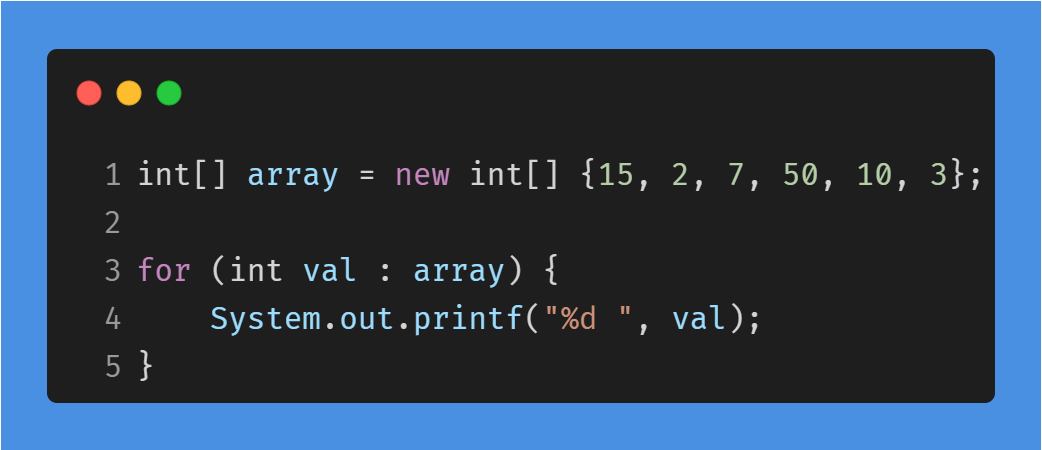 1 int[] array = new int[] {15, 2, 7, 50, 10, 3};
2
3 for (int val : array) {
4     System.out.printf("%d ", val);
5 }